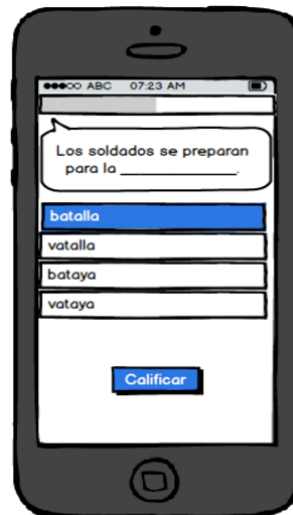 ABC 07:23 AM
Los soldados se preparan
para la ____________.
batalla
vatalla
bataya
vataya
Calificar